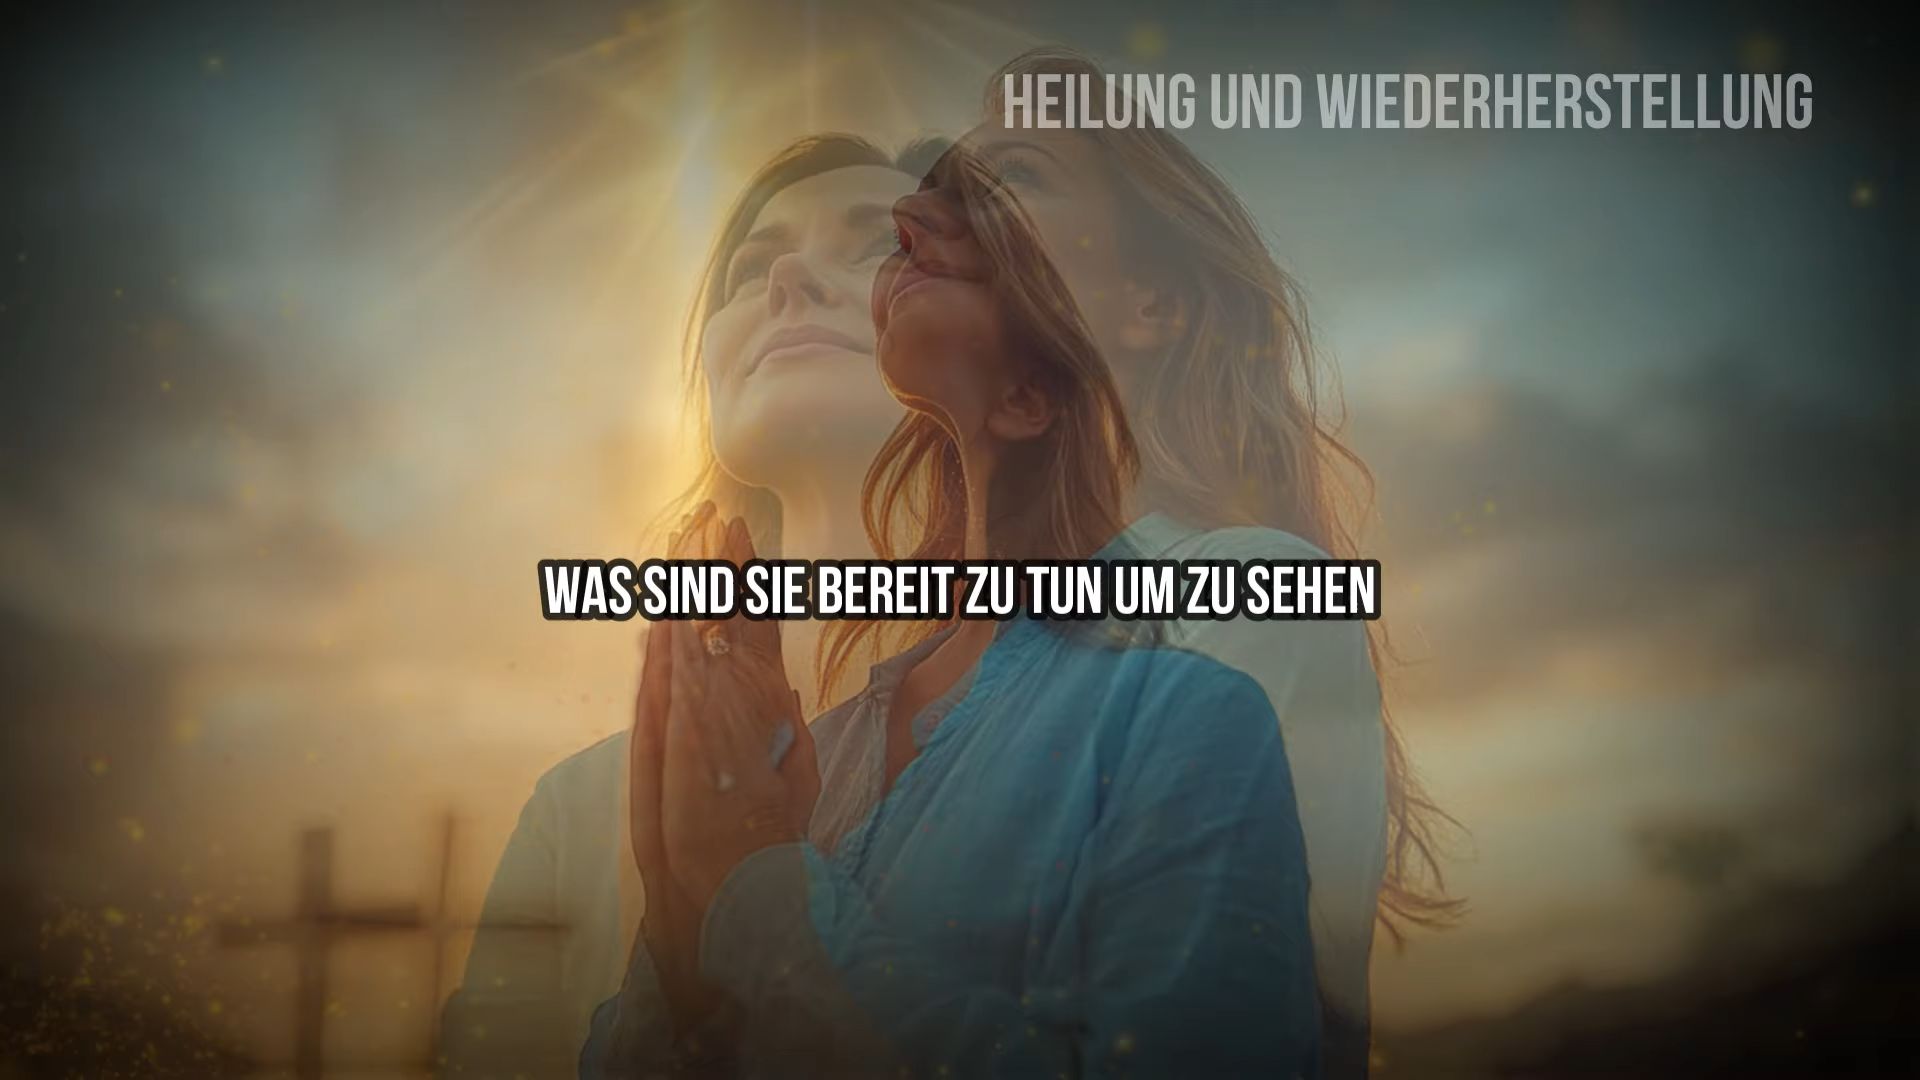 HEILUNG UND WIEDERHERSTELLUNG
WAS SIND SIE BEREIT ZU TUN UM ZU SEHEN